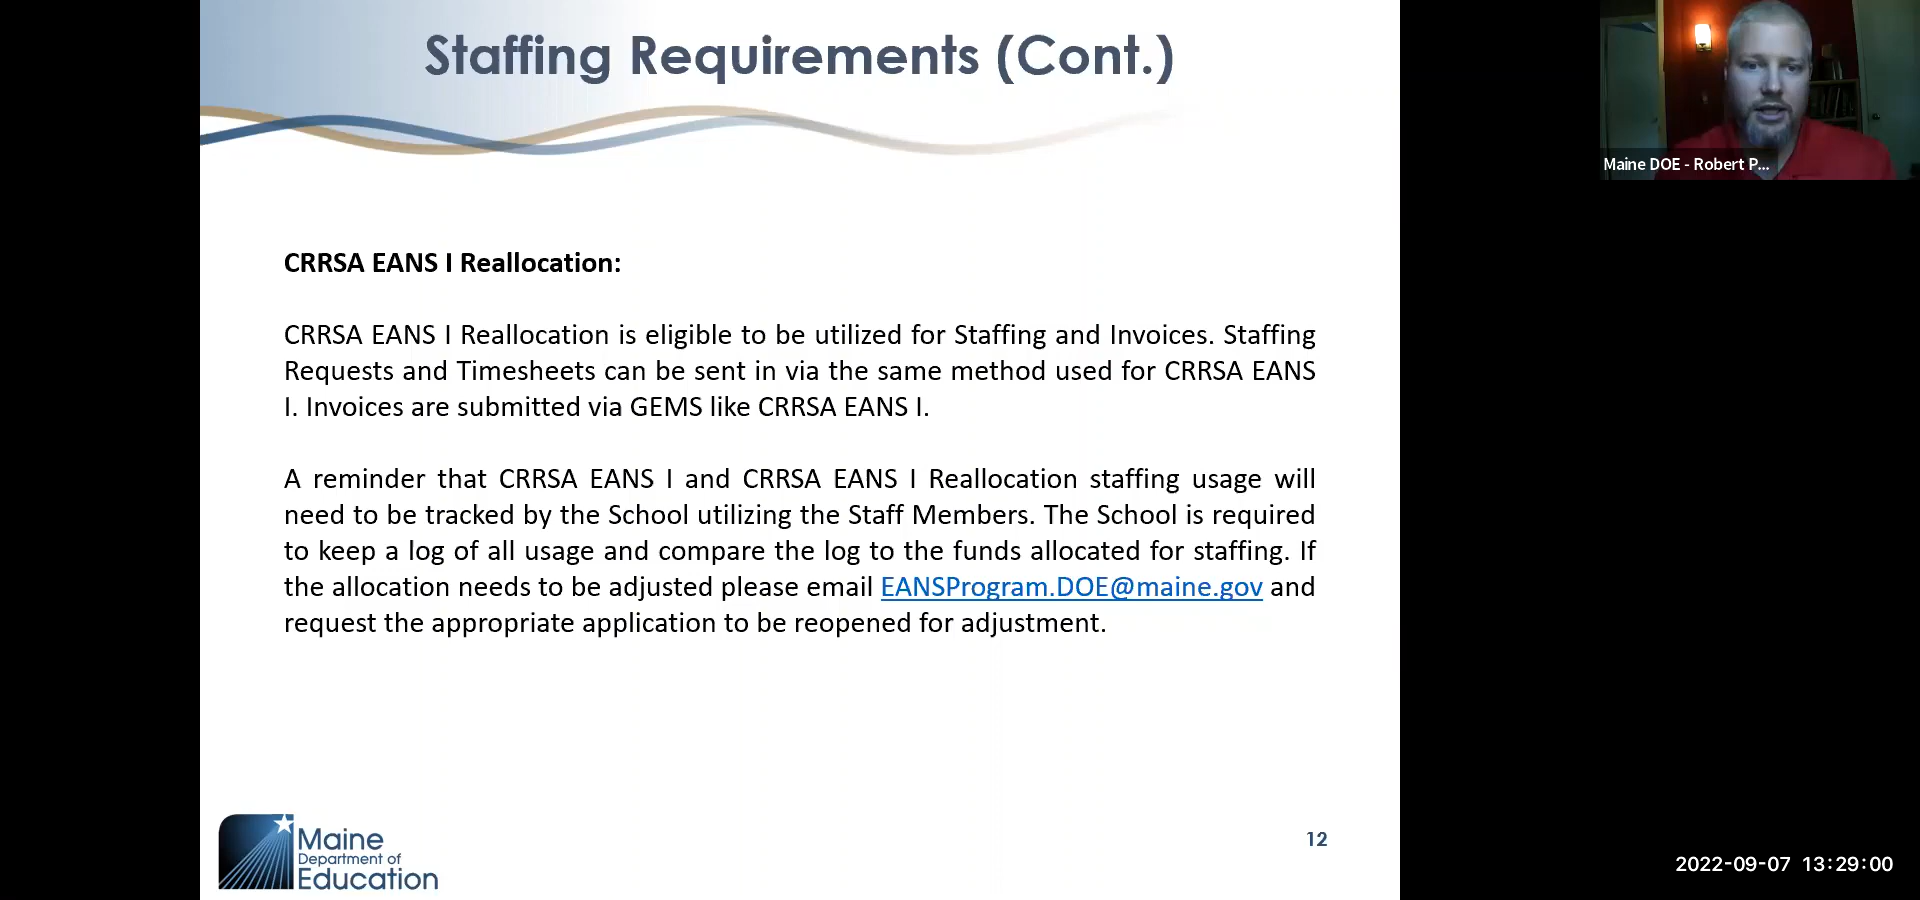 Staffing Requirements (Cont.)
Maine DOE - Robert P...
CRRSA EANS I Reallocation:
CRRSA EANS I Reallocation is eligible to be utilized for Staffing and Invoices. Staffing
Requests and Timesheets can be sent in via the same method used for CRRSA EANS
I. Invoices are submitted via GEMS like CRRSA EANS I.
A reminder that CRRSA EANS I and CRRSA EANS I Reallocation staffing usage will
need to be tracked by the School utilizing the Staff Members. The School is required
to keep a log of all usage and compare the log to the funds allocated for staffing. If
the allocation needs to be adjusted please email EANSProgram.DOE@maine.gov and
request the appropriate application to be reopened for adjustment.
Maine
Department of
Education
12
2022-09-07 13:29:00